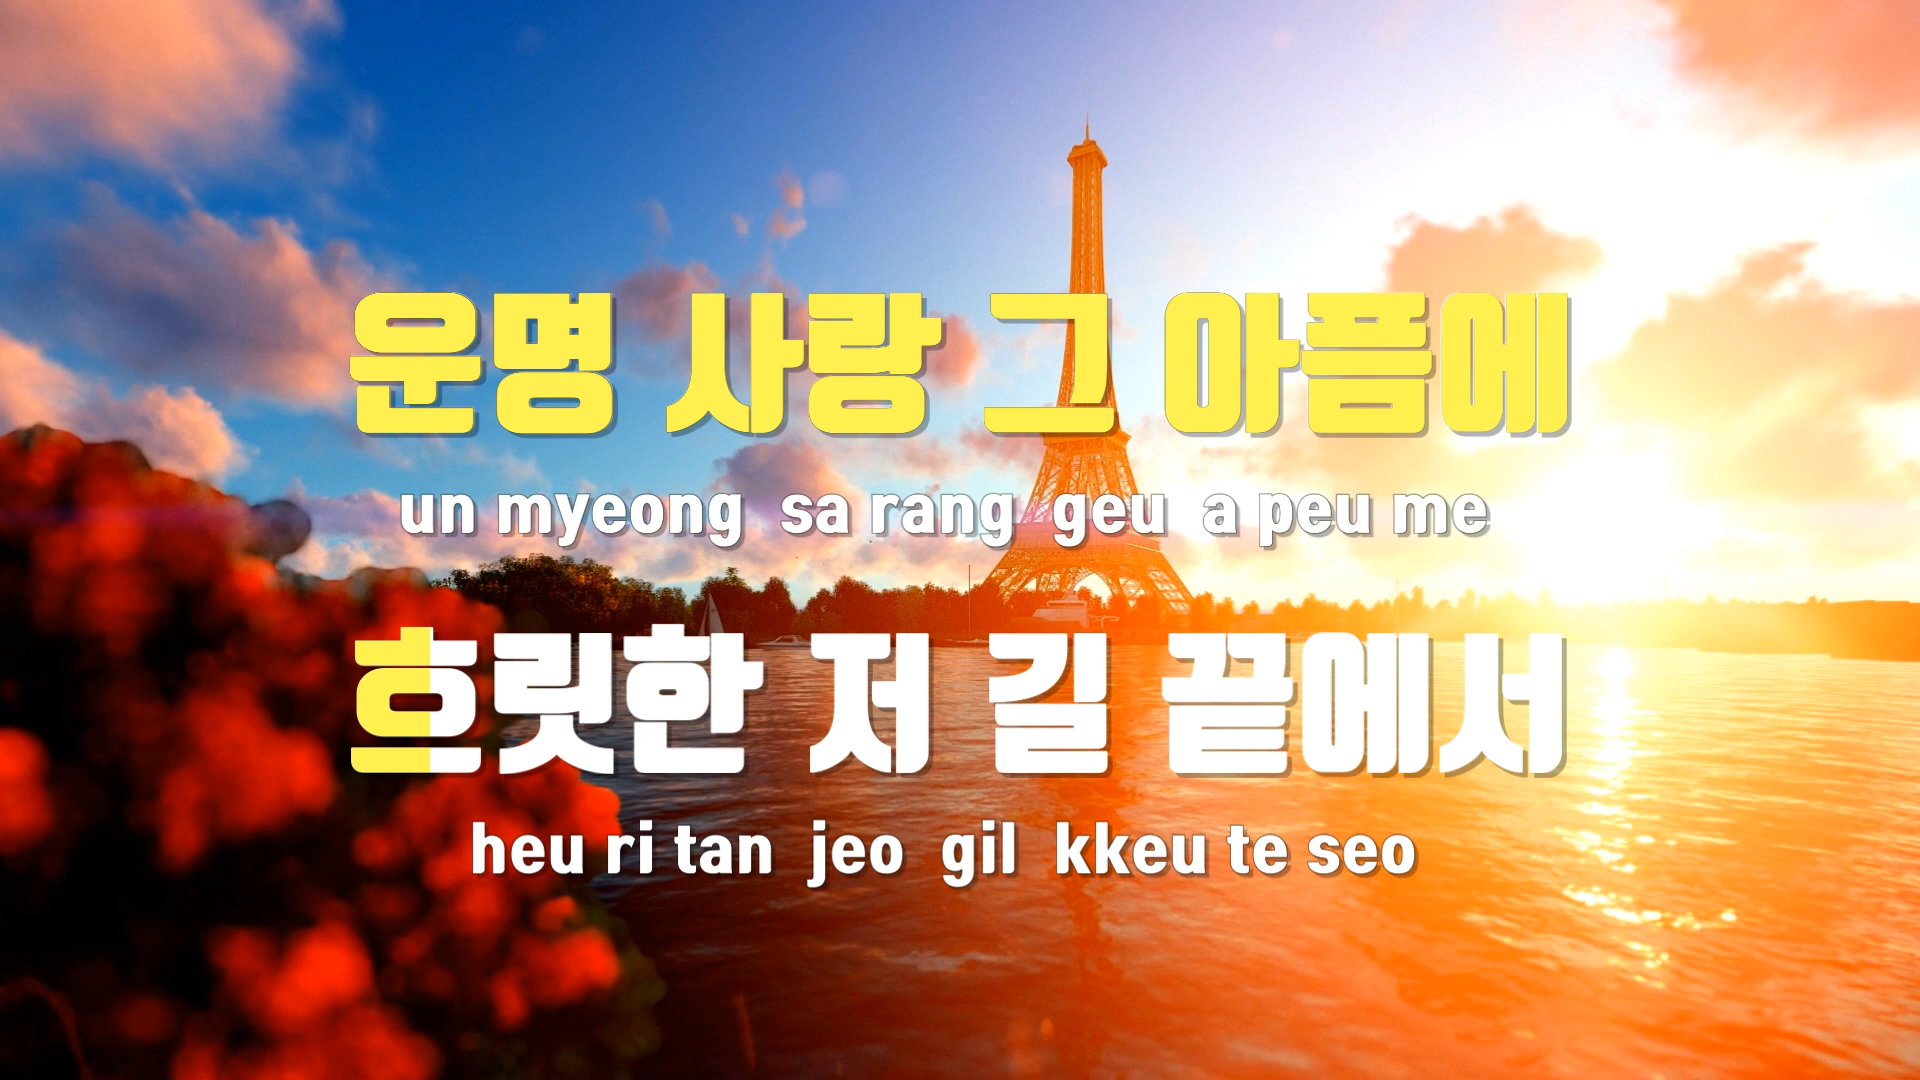 운명 사랑 그 아픔에
un myeong sa rang geu a peu me
흐릿한 저 길 끝에서
heu ri tan jeo gil kkeu te seo